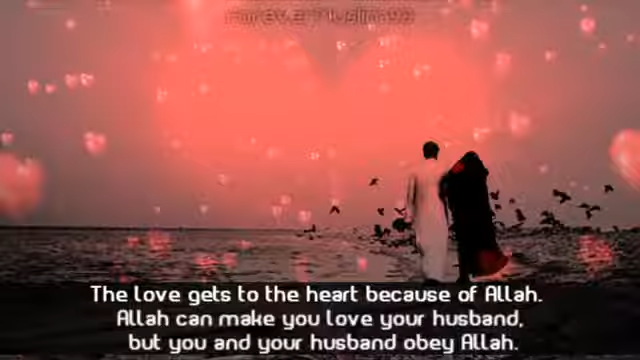 The love gets to the heart because of Allah.
Allah can make you love your husband,
but you and your husband obey Allah.